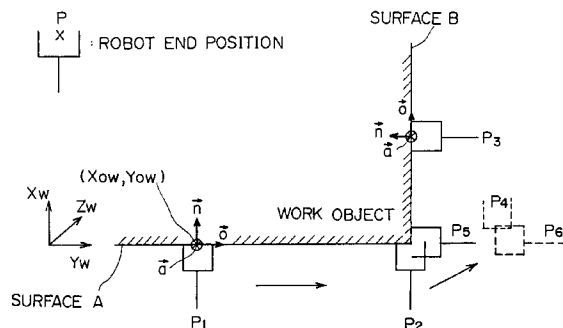 P
X
: ROBOT END POSITION
SURFACE B
o
n
a
P3
(Xow, Yow)
Xw
Zw
Yw
n
o
a
WORK OBJECT
P4
P5
P6
SURFACE A
P1
P2